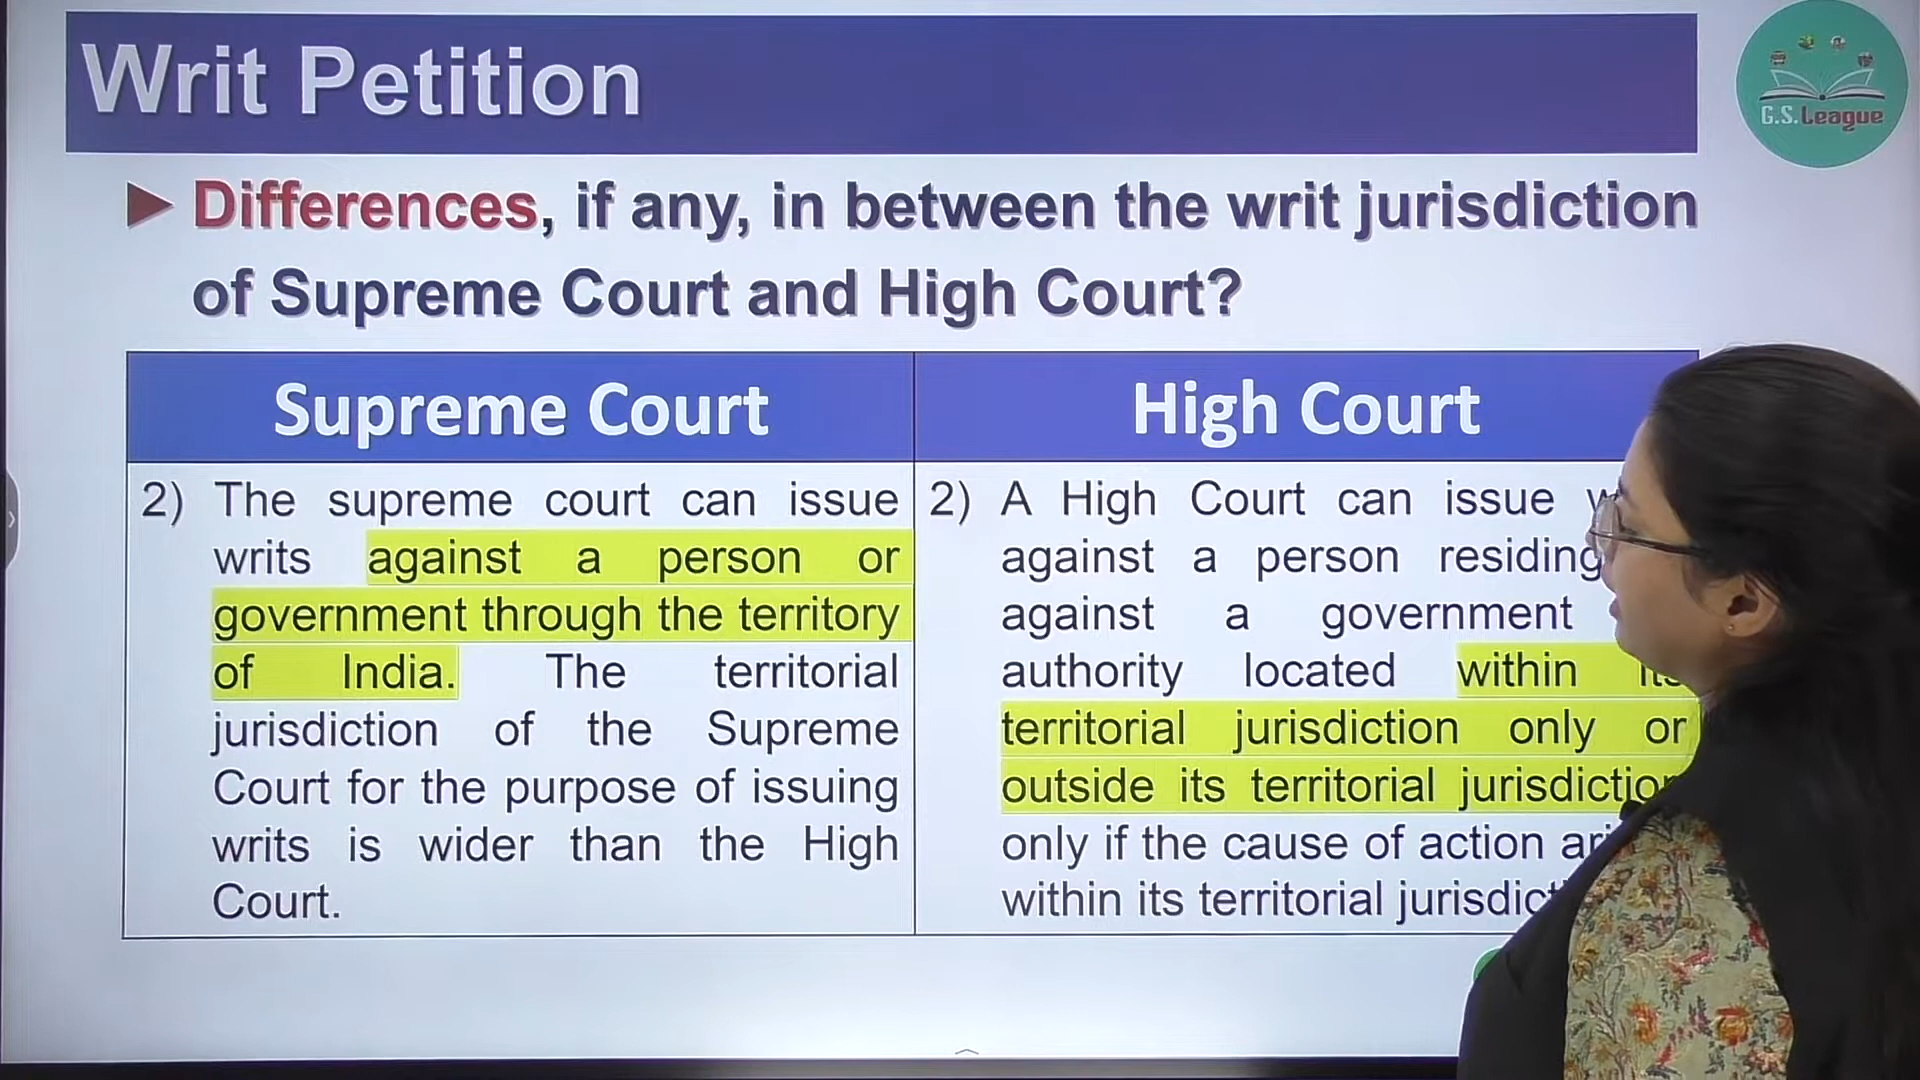 Writ Petition
G.S.League
Differences, if any, in between the writ jurisdiction
of Supreme Court and High Court?
Supreme Court
High Court
2) The supreme court can issue
writs against a person or
government through the territory
of India. The territorial
jurisdiction of the Supreme
Court for the purpose of issuing
writs is wider than the High
Court.
2) A High Court can issue
against a person residing
against a government
authority located within its
territorial jurisdiction only or
outside its territorial jurisdiction
only if the cause of action
within its territorial